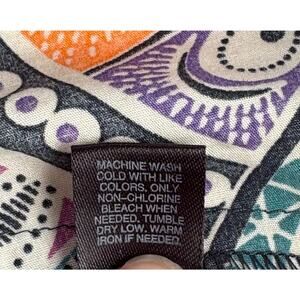 MACHINE WASH
COLD WITH LIKE
COLORS. ONLY
NON-CHLORINE
BLEACH WHEN
NEEDED. TUMBLE
DRY LOW. WARM
IRON IF NEEDED.